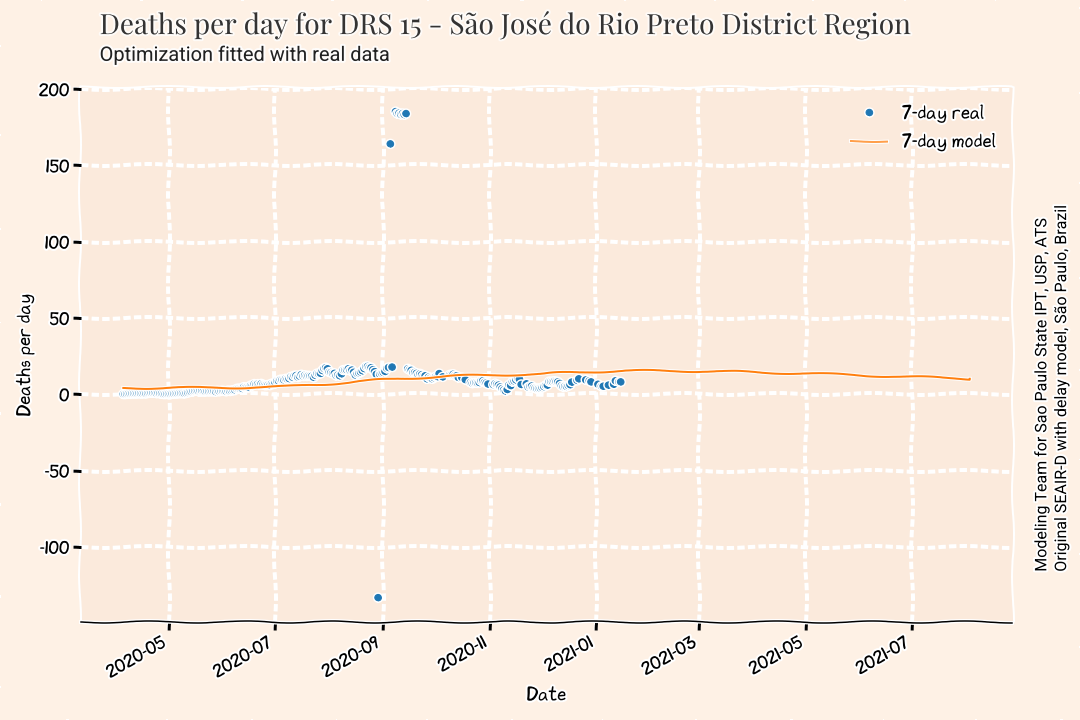 Deaths per day for DRS 15 - São José do Rio Preto District Region
Optimization fitted with real data
200
150
100
50
0
-50
-100
Deaths per day
7-day real
7-day model
2020-05
2020-07
2020-09
2020-11
2021-01
2021-03
2021-05
2021-07
Date
Modeling Team for Sao Paulo State IPT, USP, ATS
Original SEAIR-D with delay model, São Paulo, Brazil